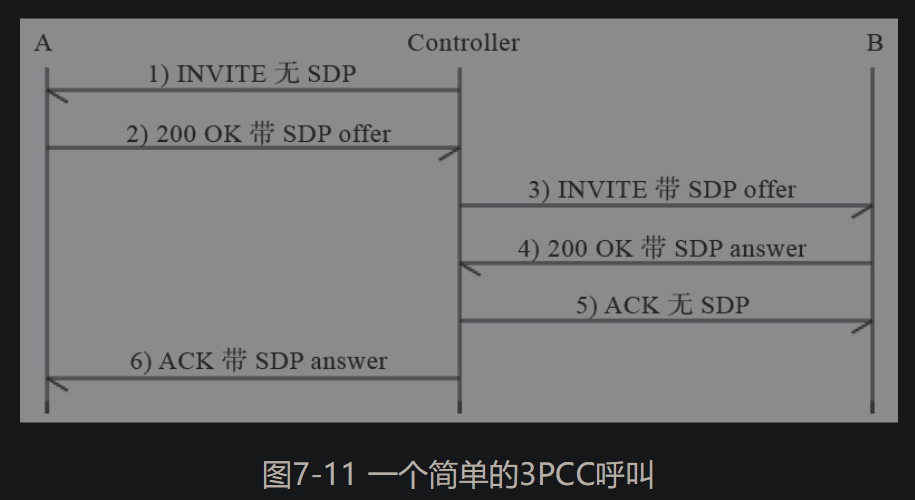 A Controller B
1) INVITE 无 SDP
2) 200 OK 带 SDP offer
3) INVITE 带 SDP offer
4) 200 OK 带 SDP answer
5) ACK 无 SDP
6) ACK 带 SDP answer
图7-11 一个简单的3PCC呼叫